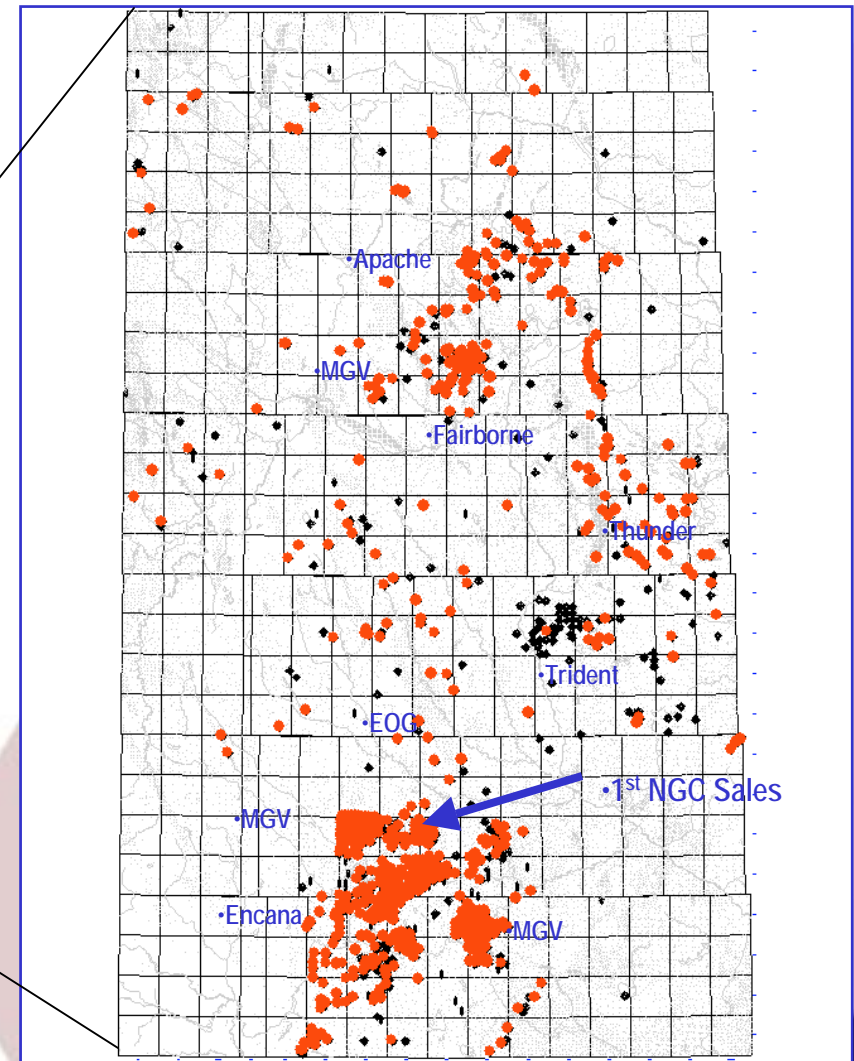 •Apache
•MGV
•Fairborne
•Thunder
•Trident
•EOG
•1st NGC Sales
•MGV
•Encana
•MGV